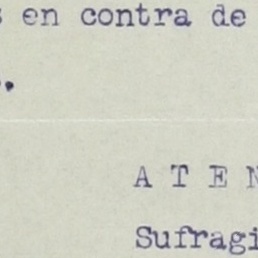 en contra de
A T E
Sufragi